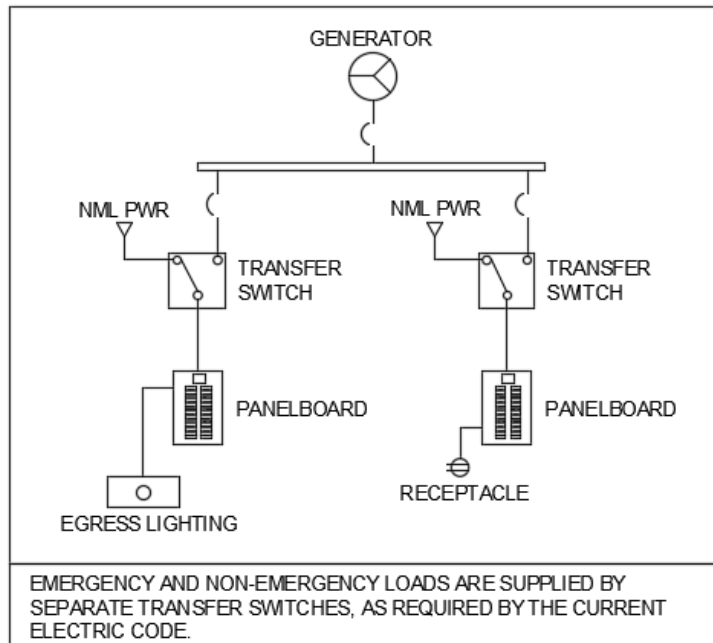 GENERATOR
NML PWR
NML PWR
TRANSFER
SWITCH
TRANSFER
SWITCH
PANELBOARD
PANELBOARD
RECEPTACLE
EGRESS LIGHTING
EMERGENCY AND NON-EMERGENCY LOADS ARE SUPPLIED BY
SEPARATE TRANSFER SWITCHES, AS REQUIRED BY THE CURRENT
ELECTRIC CODE.